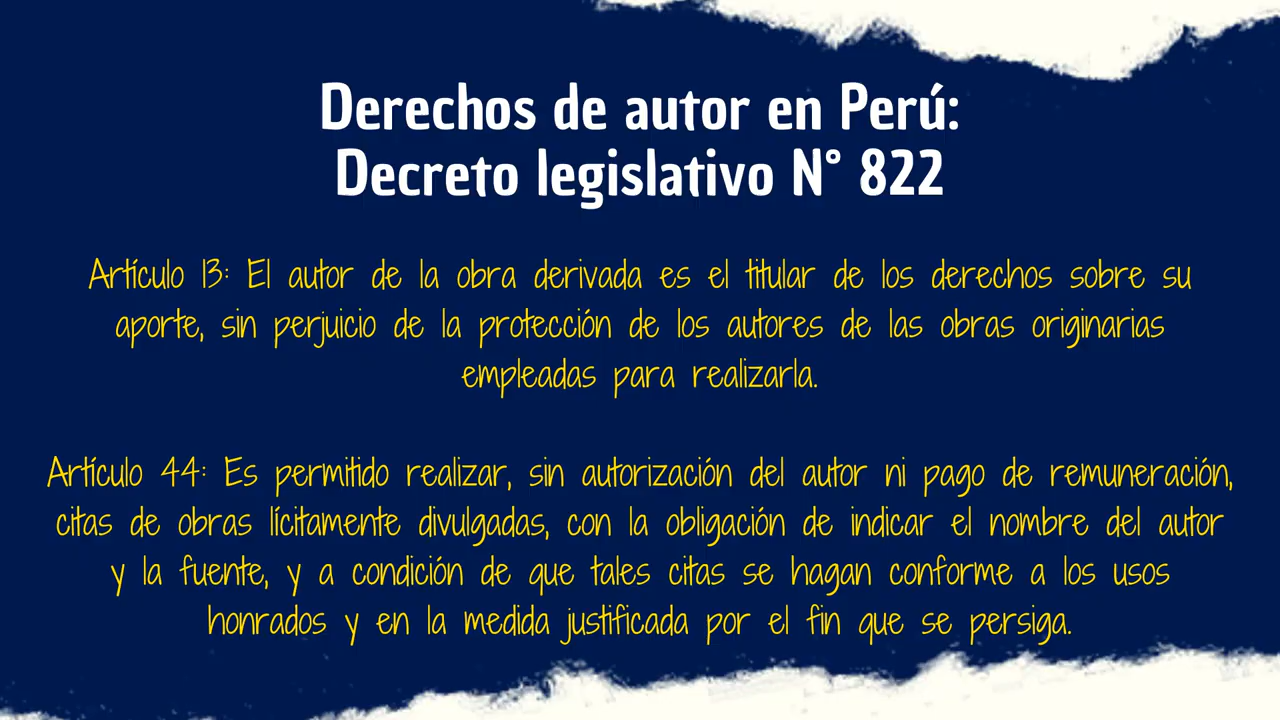 Derechos de autor en Perú:
Decreto legislativo N° 822
Artículo 13: El autor de la obra derivada es el titular de los derechos sobre su
aporte, sin perjuicio de la protección de los autores de las obras originarias
empleadas para realizarla.
Artículo 44: Es permitido realizar, sin autorización del autor ni pago de remuneración,
citas de obras lícitamente divulgadas, con la obligación de indicar el nombre del autor
y la fuente, y a condición de que tales citas se hagan conforme a los usos
honrados y en la medida justificada por el fin que se persiga.